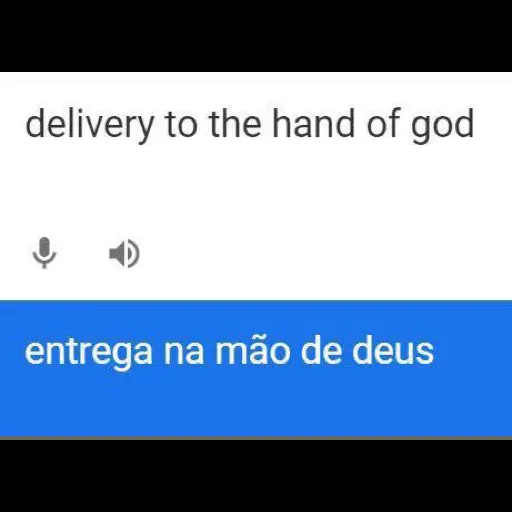 delivery to the hand of god
entrega na mão de deus